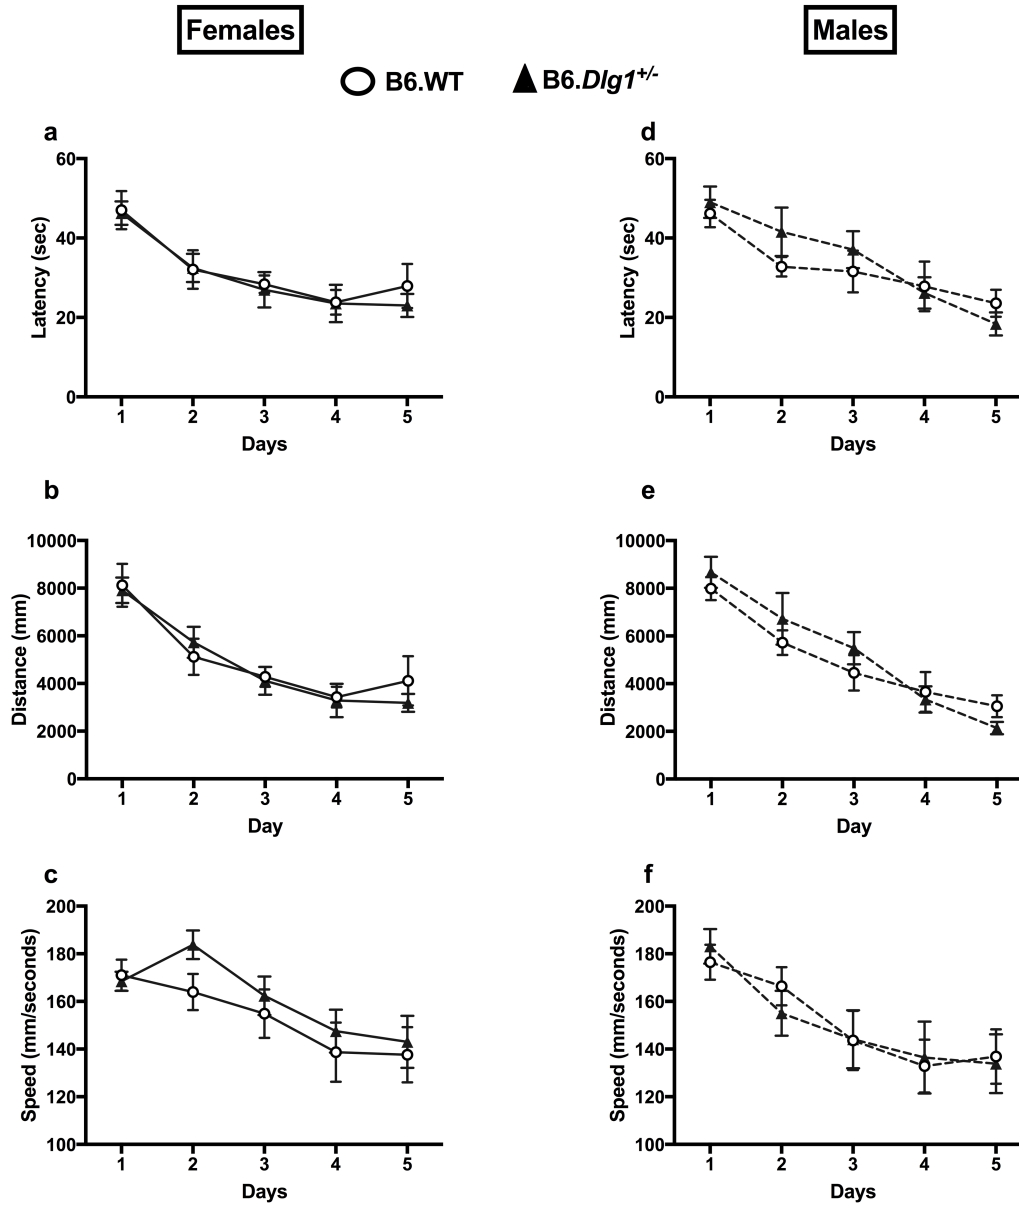 Females
Males
B6.WT
B6.Dlg1+/-
a
60
40
20
0
Latency (sec)
1 2 3 4 5
Days
d
60
40
20
0
Latency (sec)
1 2 3 4 5
Days
b
10000
8000
6000
4000
2000
0
Distance (mm)
1 2 3 4 5
Day
e
10000
8000
6000
4000
2000
0
Distance (mm)
1 2 3 4 5
Day
c
200
180
160
140
120
100
Speed (mm/seconds)
1 2 3 4 5
Days
f
200
180
160
140
120
100
Speed (mm/seconds)
1 2 3 4 5
Days